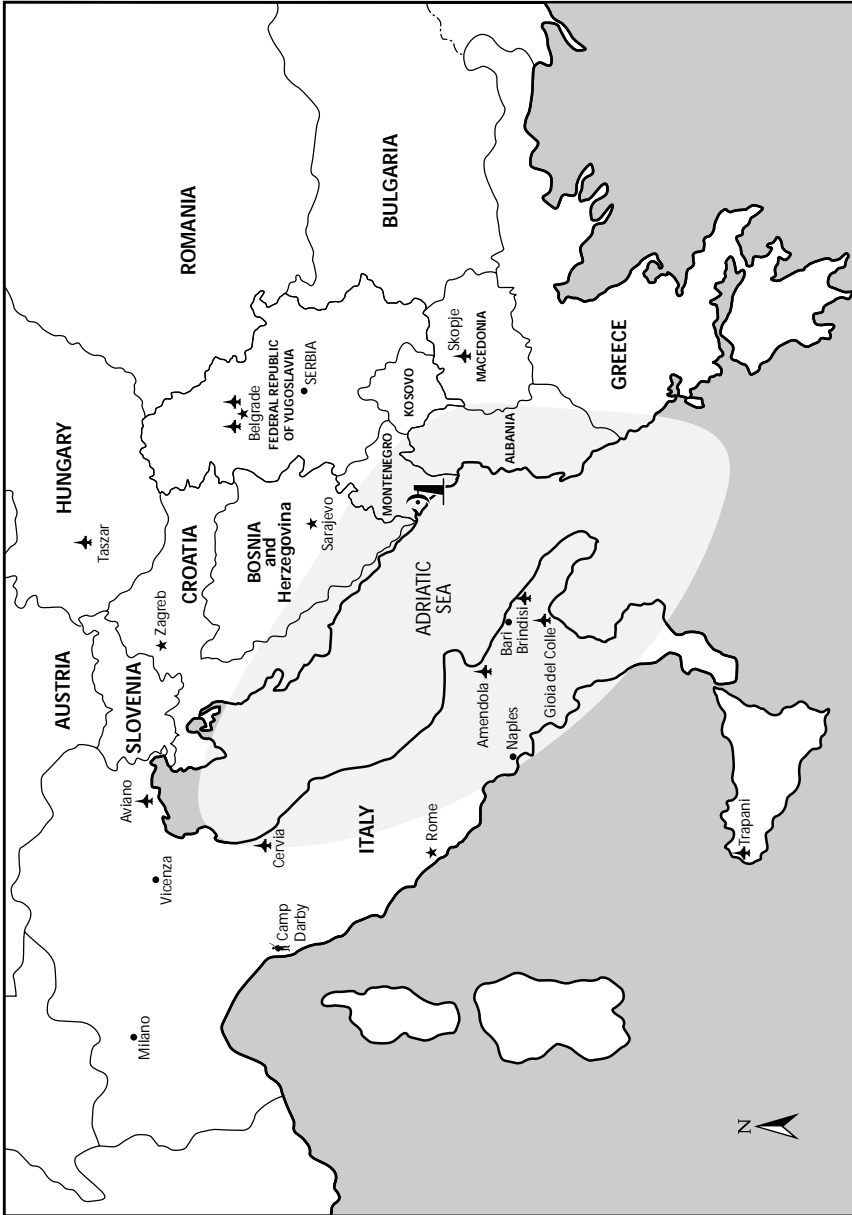 AUSTRIA
HUNGARY
Taszar
ROMANIA
SLOVENIA
Zagreb
CROATIA
Aviano
Vicenza
Milano
BOSNIA
and
Herzegovina
Sarajevo
Belgrade
FEDERAL REPUBLIC
OF YUGOSLAVIA
SERBIA
BULGARIA
Cervia
Camp
Darby
ITALY
Rome
ADRIATIC
SEA
MONTENEGRO
KOSOVO
Skopje
MACEDONIA
ALBANIA
Amendola
Naples
Bari
Brindisi
Gioia del Colle
GREECE
Trapani
N